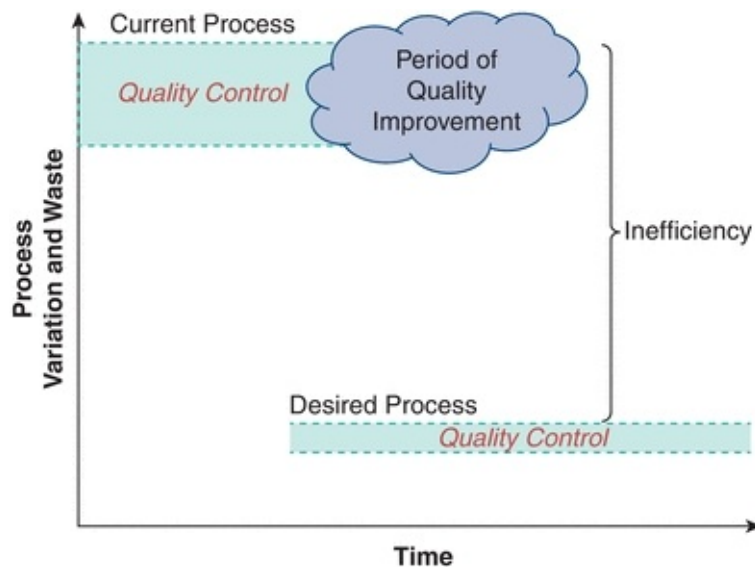 Current Process
Quality Control
Period of
Quality
Improvement
Process
Variation and Waste
Inefficiency
Desired Process
Quality Control
Time